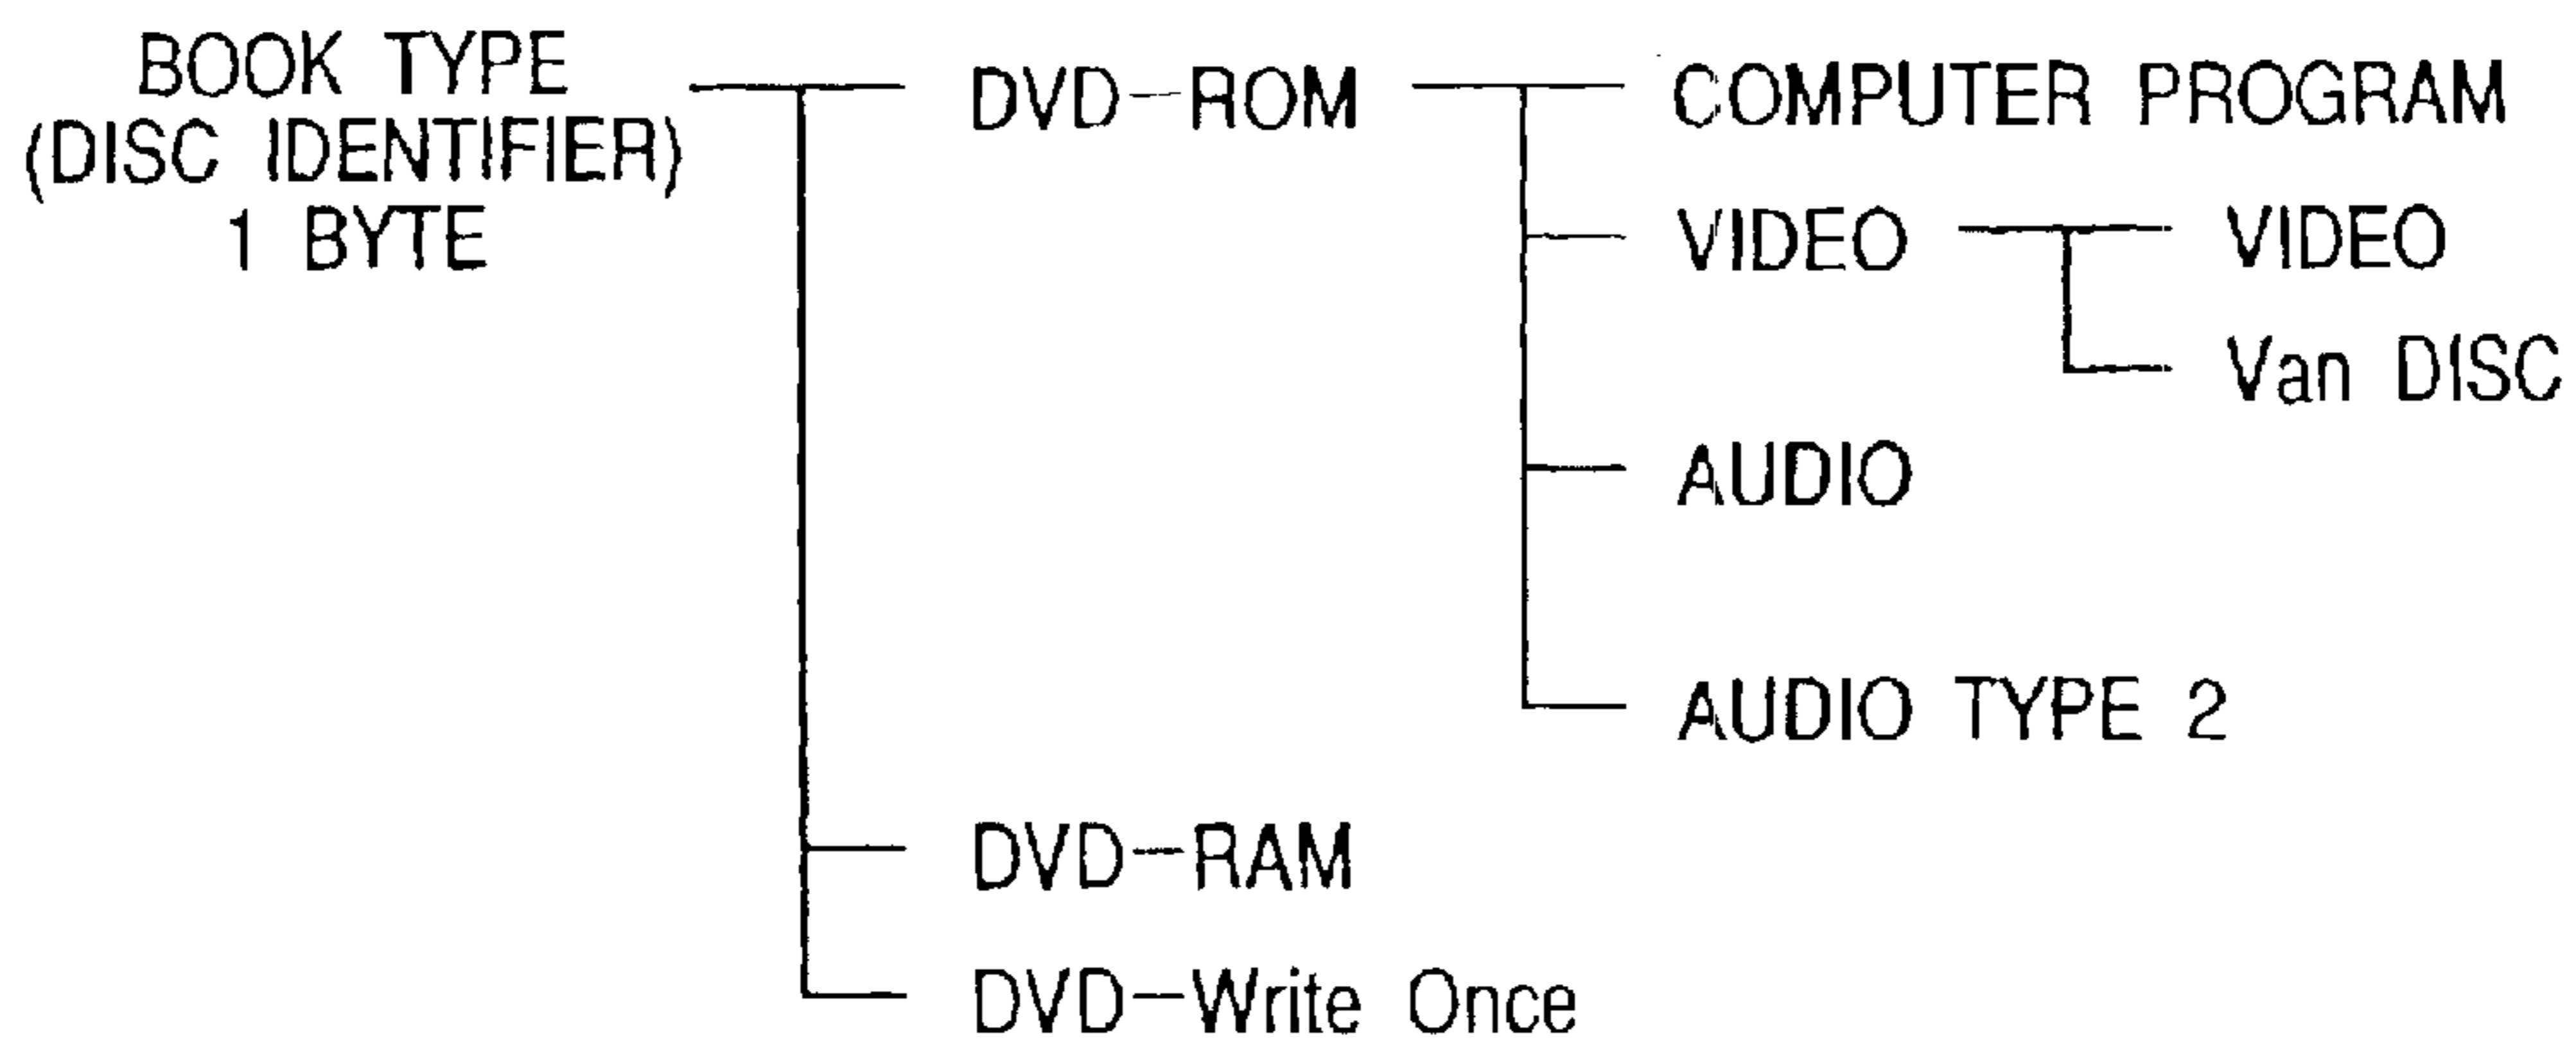 BOOK TYPE
(DISC IDENTIFIER)
1 BYTE
DVD-ROM
COMPUTER PROGRAM
VIDEO
VIDEO
Van DISC
AUDIO
AUDIO TYPE 2
DVD-RAM
DVD-Write Once